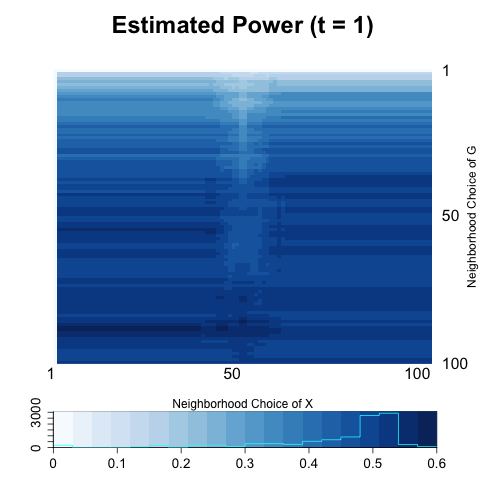 Estimated Power (t = 1)
1
50
100
Neighborhood Choice of G
1 50 100
Neighborhood Choice of X
0 3000
0 0.1 0.2 0.3 0.4 0.5 0.6